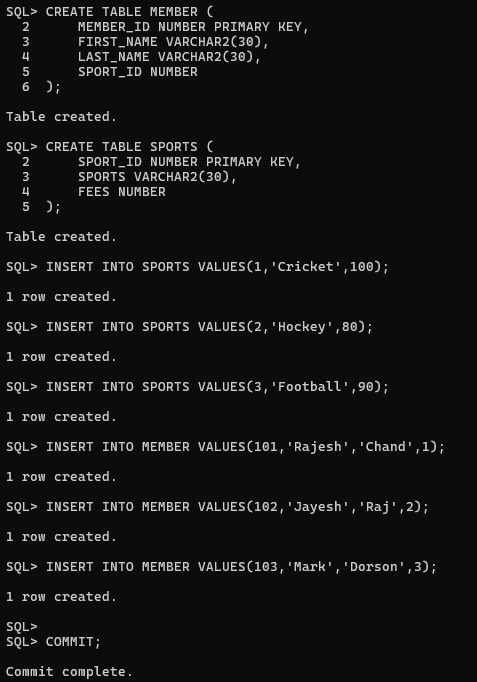 SQL> CREATE TABLE MEMBER (
  2      MEMBER_ID NUMBER PRIMARY KEY,
  3      FIRST_NAME VARCHAR2(30),
  4      LAST_NAME VARCHAR2(30),
  5      SPORT_ID NUMBER
  6  );
Table created.
SQL> CREATE TABLE SPORTS (
  2      SPORT_ID NUMBER PRIMARY KEY,
  3      SPORTS VARCHAR2(30),
  4      FEES NUMBER
  5  );
Table created.
SQL> INSERT INTO SPORTS VALUES(1,'Cricket',100);
1 row created.
SQL> INSERT INTO SPORTS VALUES(2,'Hockey',80);
1 row created.
SQL> INSERT INTO SPORTS VALUES(3,'Football',90);
1 row created.
SQL> INSERT INTO MEMBER VALUES(101,'Rajesh','Chand',1);
1 row created.
SQL> INSERT INTO MEMBER VALUES(102,'Jayesh','Raj',2);
1 row created.
SQL> INSERT INTO MEMBER VALUES(103,'Mark','Dorson',3);
1 row created.
SQL>
SQL> COMMIT;
Commit complete.